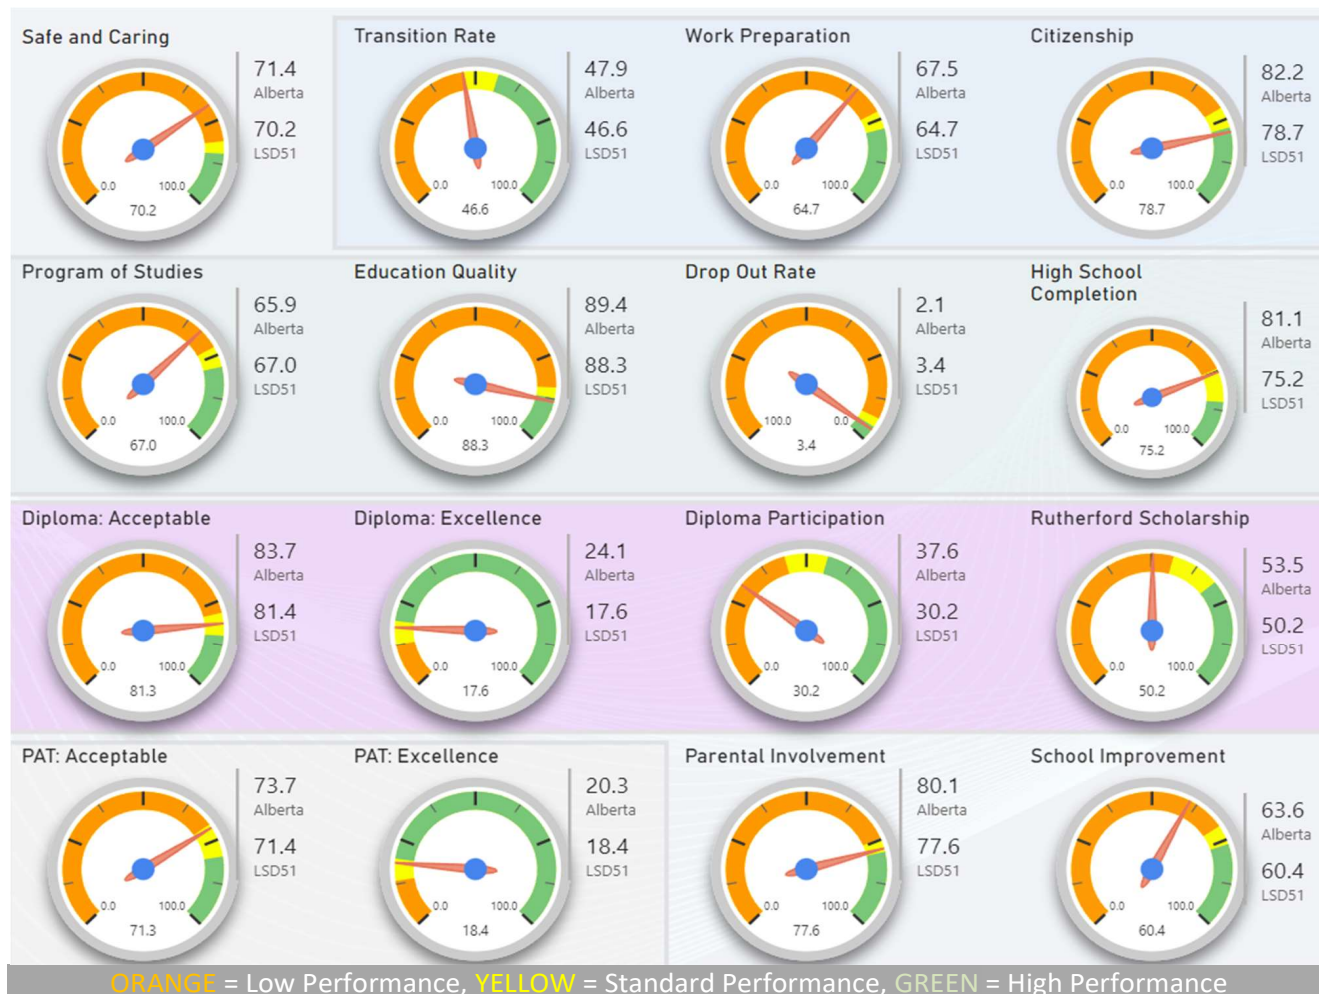 Safe and Caring
71.4
Alberta
70.2
LSD51
0.0 100.0
70.2
Transition Rate
47.9
Alberta
46.6
LSD51
0.0 100.0
46.6
Work Preparation
67.5
Alberta
64.7
LSD51
0.0 100.0
64.7
Citizenship
82.2
Alberta
78.7
LSD51
0.0 100.0
78.7
Program of Studies
65.9
Alberta
67.0
LSD51
0.0 100.0
67.0
Education Quality
89.4
Alberta
88.3
LSD51
0.0 100.0
88.3
Drop Out Rate
2.1
Alberta
3.4
LSD51
100.0 0.0
3.4
High School
Completion
81.1
Alberta
75.2
LSD51
0.0 100.0
75.2
Diploma: Acceptable
83.7
Alberta
81.4
LSD51
0.0 100.0
81.3
Diploma: Excellence
24.1
Alberta
17.6
LSD51
0.0 100.0
17.6
Diploma Participation
37.6
Alberta
30.2
LSD51
0.0 100.0
30.2
Rutherford Scholarship
53.5
Alberta
50.2
LSD51
0.0 100.0
50.2
PAT: Acceptable
73.7
Alberta
71.4
LSD51
0.0 100.0
71.3
PAT: Excellence
20.3
Alberta
18.4
LSD51
0.0 100.0
18.4
Parental Involvement
80.1
Alberta
77.6
LSD51
0.0 100.0
77.6
School Improvement
63.6
Alberta
60.4
LSD51
0.0 100.0
60.4
ORANGE = Low Performance, YELLOW = Standard Performance, GREEN = High Performance